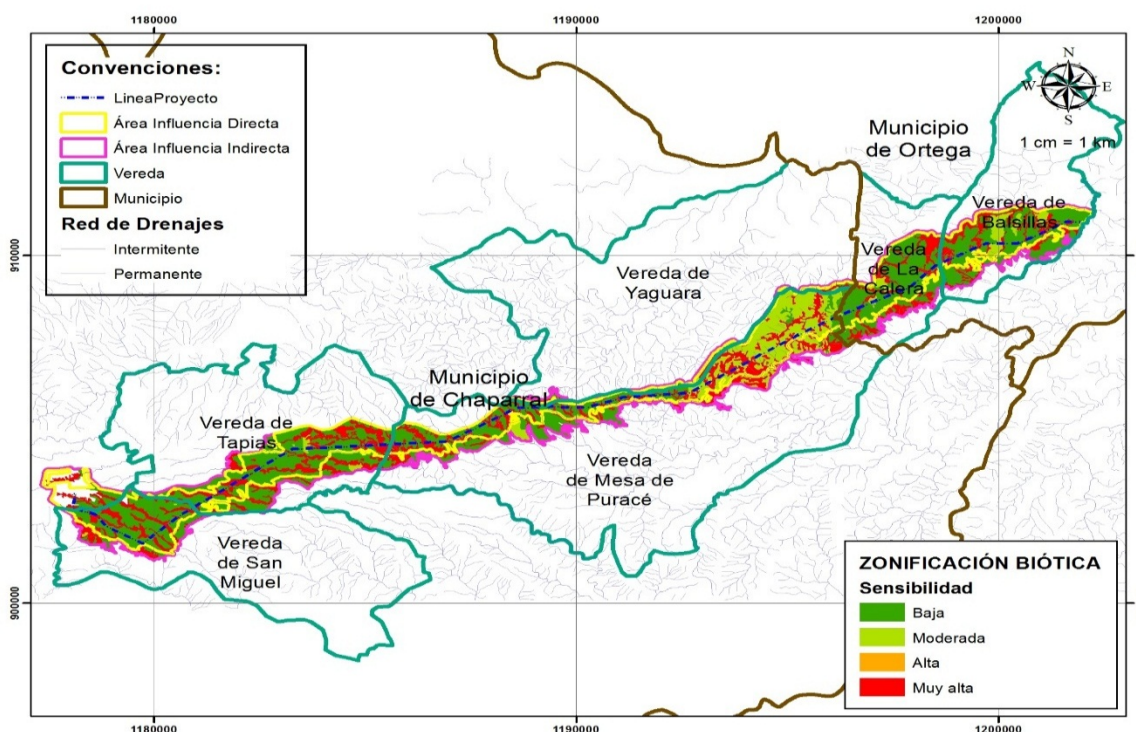 1180000
1190000
1200000
Convenciones:
LineaProyecto
Área Influencia Directa
Área Influencia Indirecta
Vereda
Municipio
Red de Drenajes
Intermitente
Permanente
N
W
E
S
1 cm = 1 km
Municipio
de Ortega
Vereda de
Balsillas
Vereda
de La
Calera
910000
910000
Vereda de
Yaguara
Municipio
de Chaparral
Vereda de
Tapias
Vereda
de Mesa de
Puracé
Vereda
de San
Miguel
900000
900000
ZONIFICACIÓN BIÓTICA
Sensibilidad
Baja
Moderada
Alta
Muy alta
1180000
1190000
1200000